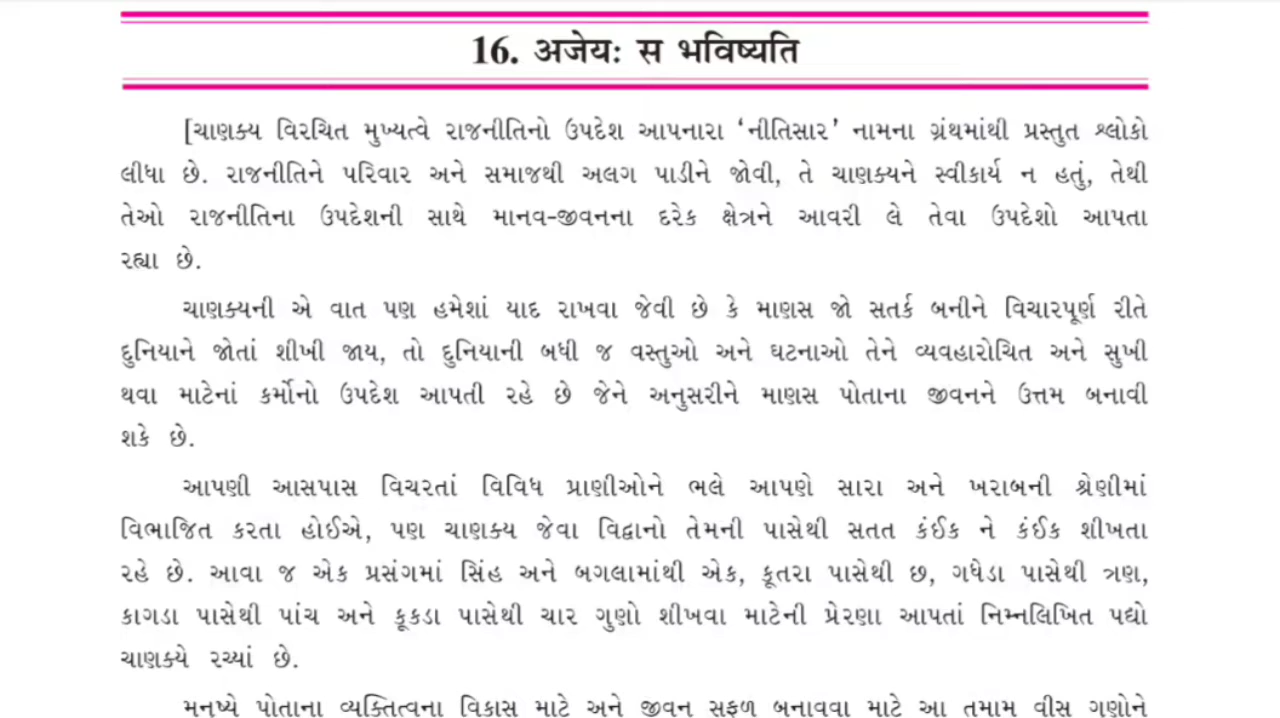 16. અજેયઃ સ ભવિષ્યતિ
[ચાણક્ય વિરચિત મુખ્યત્વે રાજનીતિનો ઉપદેશ આપનારા ‘નીતિસાર’ નામના ગ્રંથમાંથી પ્રસ્તુત શ્લોકો
લીધા છે. રાજનીતિને પરિવાર અને સમાજથી અલગ પાડીને જોવી, તે ચાણક્યને સ્વીકાર્ય ન હતું, તેથી
તેઓ રાજનીતિના ઉપદેશની સાથે માનવ-જીવનના દરેક ક્ષેત્રને આવરી લે તેવા ઉપદેશો આપતા
રહ્યા છે.
ચાણક્યની એ વાત પણ હમેશાં યાદ રાખવા જેવી છે કે માણસ જો સતર્ક બનીને વિચારપૂર્ણ રીતે
દુનિયાને જોતાં શીખી જાય, તો દુનિયાની બધી જ વસ્તુઓ અને ઘટનાઓ તેને વ્યવહારોચિત અને સુખી
થવા માટેનાં કર્મોનો ઉપદેશ આપતી રહે છે જેને અનુસરીને માણસ પોતાના જીવનને ઉત્તમ બનાવી
શકે છે.
આપણી આસપાસ વિચરતાં વિવિધ પ્રાણીઓને ભલે આપણે સારા અને ખરાબની શ્રેણીમાં
વિભાજિત કરતા હોઈએ, પણ ચાણક્ય જેવા વિદ્વાનો તેમની પાસેથી સતત કંઈક ને કંઈક શીખતા
રહે છે. આવા જ એક પ્રસંગમાં સિંહ અને બગલામાંથી એક, કૂતરા પાસેથી છ, ગધેડા પાસેથી ત્રણ,
કાગડા પાસેથી પાંચ અને કૂકડા પાસેથી ચાર ગુણો શીખવા માટેની પ્રેરણા આપતાં નિમ્નલિખિત પદ્યો
ચાણક્યે રચ્યાં છે.
મનુષ્યે પોતાના વ્યક્તિત્વના વિકાસ માટે અને જીવન સફળ બનાવવા માટે આ તમામ વીસ ગુણોને